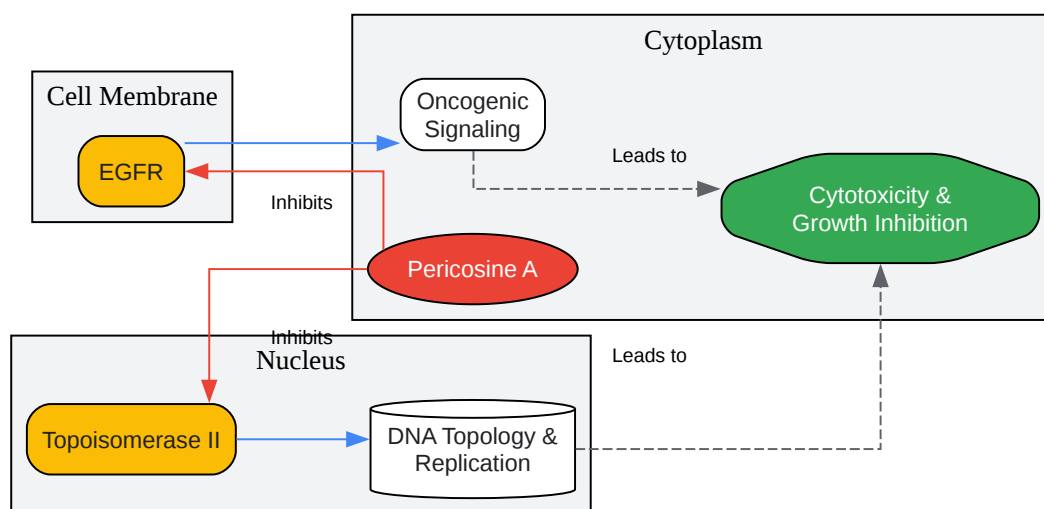 Cytoplasm
Cell Membrane
Oncogenic
Signaling
EGFR
Inhibits
Leads to
Cytotoxicity &
Growth Inhibition
Pericosine A
Inhibits
Nucleus
Leads to
Topoisomerase II
DNA Topology &
Replication